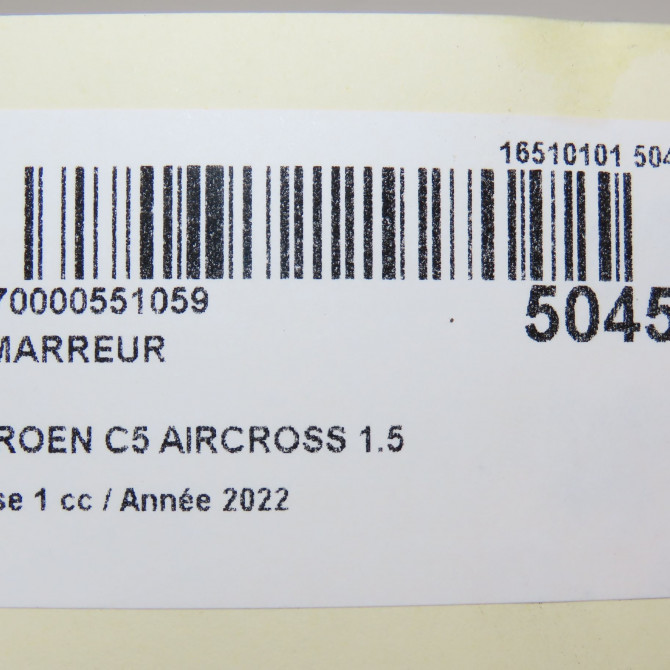 16510101 504
70000551059
5045
MARREUR
ROEN C5 AIRCROSS 1.5
se 1 cc / Année 2022